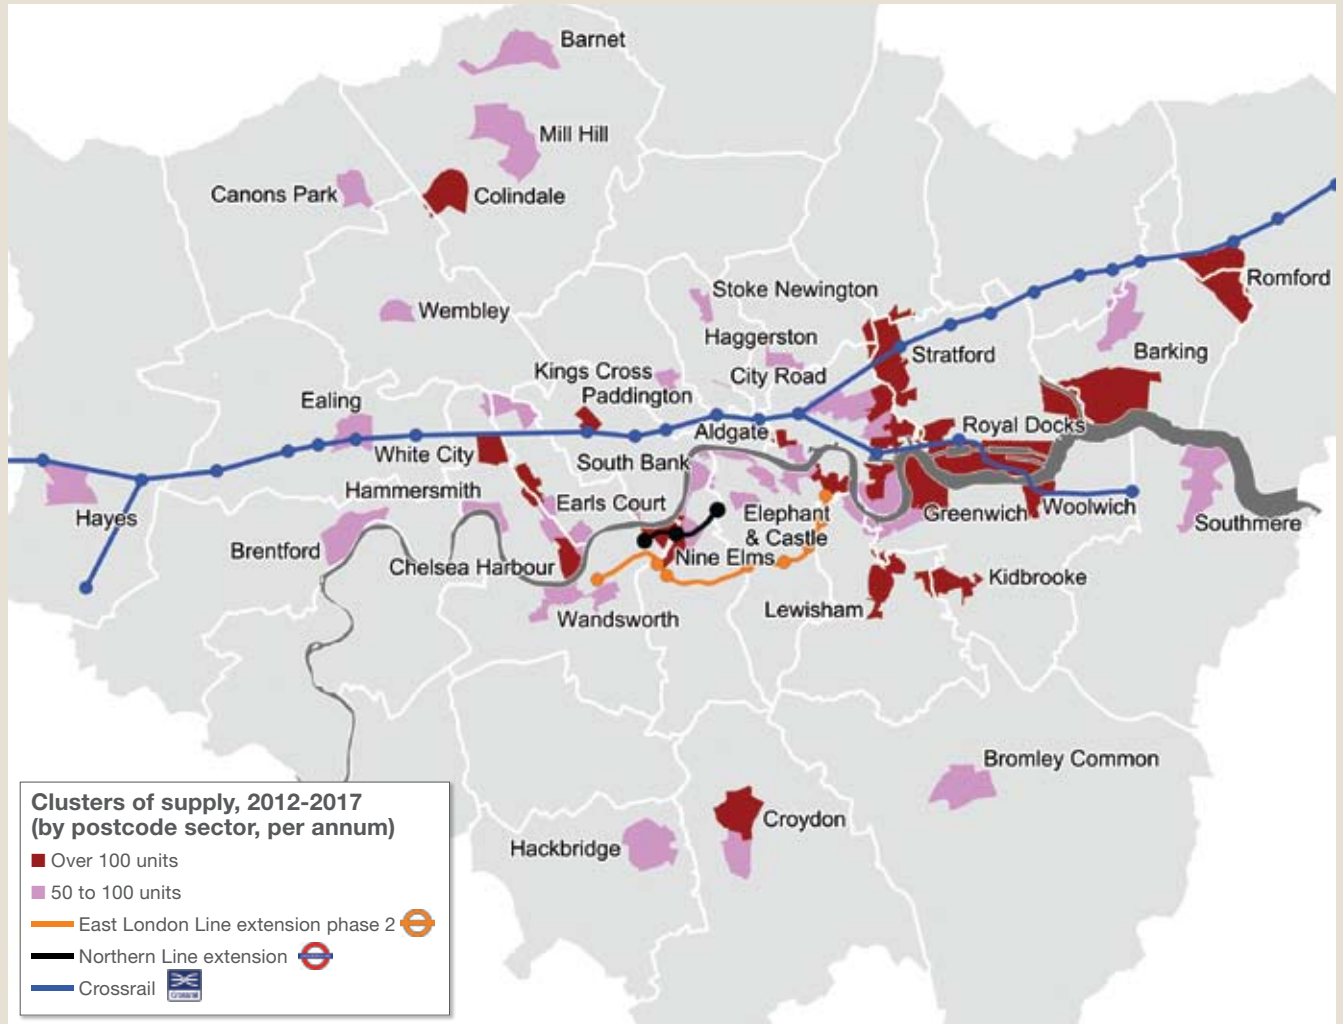 Barnet
Mill Hill
Canons Park
Colindale
Stoke Newington
Romford
Wembley
Haggerston
Stratford
Barking
Kings Cross
City Road
Paddington
Ealing
Royal Docks
Aldgate
White City
South Bank
Hammersmith
Earls Court
Woolwich
Hayes
Elephant
& Castle
Greenwich
Southmere
Brentford
Nine Elms
Chelsea Harbour
Kidbrooke
Lewisham
Wandsworth
Bromley Common
Croydon
Hackbridge
Clusters of supply, 2012-2017
(by postcode sector, per annum)
Over 100 units
50 to 100 units
East London Line extension phase 2
Northern Line extension
Crossrail